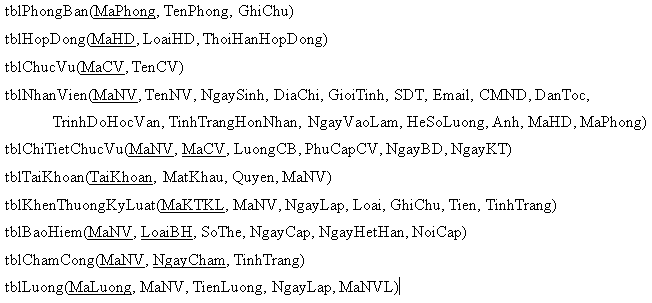 tblPhongBan(MaPhong, TenPhong, GhiChu)
tblHopDong(MaHD, LoaiHD, ThoiHanHopDong)
tblChucVu(MaCV, TenCV)
tblNhanVien(MaNV, TenNV, NgaySinh, DiaChi, GioiTinh, SDT, Email, CMND, DanToc,
TrinhDoHocVan, TinhTrangHonNhan, NgayVaoLam, HeSoLuong, Anh, MaHD, MaPhong)
tblChiTietChucVu(MaNV, MaCV, LuongCB, PhuCapCV, NgayBD, NgayKT)
tblTaiKhoan(TaiKhoan, MatKhau, Quyen, MaNV)
tblKhenThuongKyLuat(MaKTKL, MaNV, NgayLap, Loai, GhiChu, Tien, TinhTrang)
tblBaoHiem(MaNV, LoaiBH, SoThe, NgayCap, NgayHetHan, NoiCap)
tblChamCong(MaNV, NgayCham, TinhTrang)
tblLuong(MaLuong, MaNV, TienLuong, NgayLap, MaNVL)